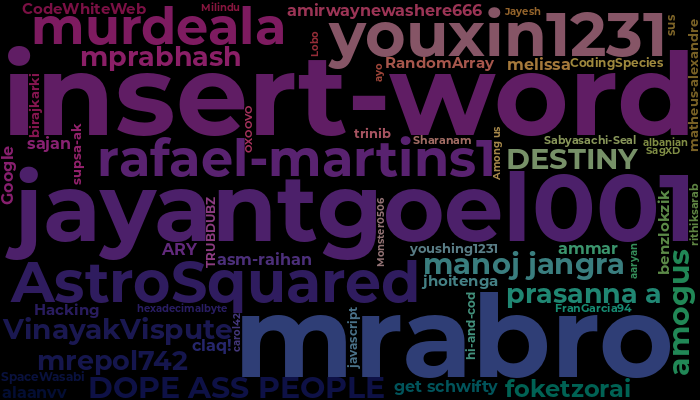 CodeWhiteWeb
Milindu
murdeala
amirwaynewashere666
Jayesh
sus
youxin1231
matheus-alexandre
Lobo
mprabhash
ayo
RandomArray
melissa
CodingSpecies
insert-word
birajkarki
oxoovo
trinib
Sharanam
Among us
Sabyasachi-Seal
albanian
SagXD
sajan
supsa-ak
Google
rafael-martins1
DESTINY
jayantgoel001
TRUBDUBZ
Monster0506
benzlokzik
rithikkarab
ARY
asm-raihan
youshing1231
ammar
aaryan
manoj jangra
amogus
AstroSquared
jhoitenga
prasanna a
Hacking
hexadecimalbyte
FranGarcia94
VinayakVispute
carol42
mrabro
javascript
hi-and-cod
claq!
mrepol742
SpaceWasabi
alaanvv
DOPE ASS PEOPLE
get schwifty
foketzorai